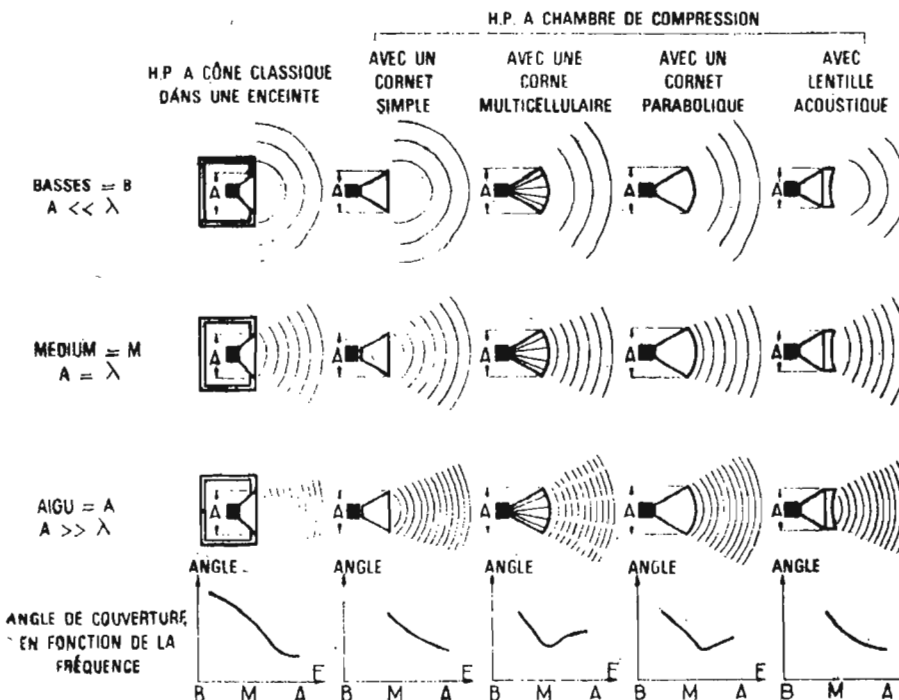 H.P. A CHAMBRE DE COMPRESSION
H.P. A CÔNE CLASSIQUE
DANS UNE ENCEINTE
AVEC UN
CORNET
SIMPLE
AVEC UNE
CORNE
MULTICELLULAIRE
AVEC UN
CORNET
PARABOLIQUE
AVEC
LENTILLE
ACOUSTIQUE
BASSES = B
A << λ
A
A
A
A
A
MEDIUM = M
A = λ
A
A
A
A
A
AIGU = A
A >> λ
A
A
A
A
A
ANGLE DE COUVERTURE
EN FONCTION DE LA
FRÉQUENCE
ANGLE
ANGLE
ANGLE
ANGLE
ANGLE
F
F
F
F
B M A
B M A
B M A
B M A
B M A